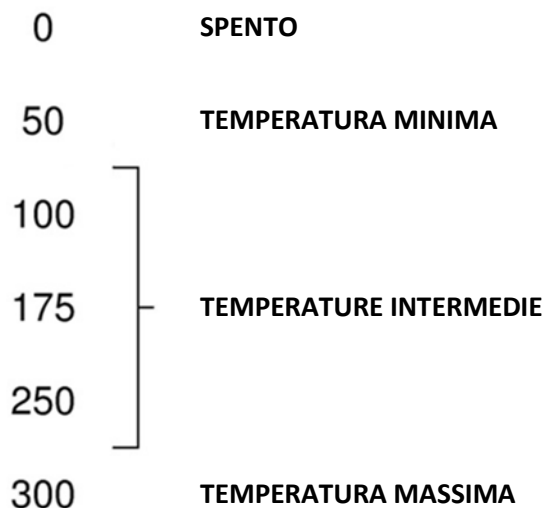 0 SPENTO
50 TEMPERATURA MINIMA
100
175 TEMPERATURE INTERMEDIE
250
300 TEMPERATURA MASSIMA